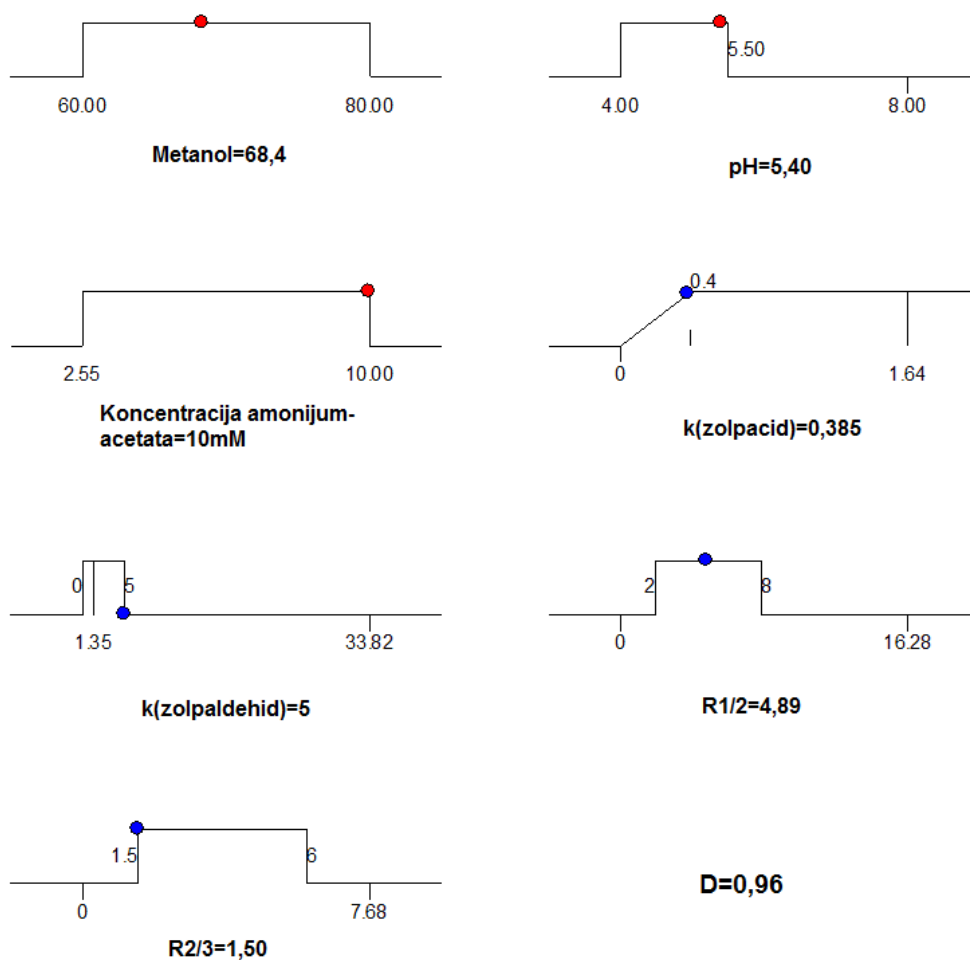 60.00 80.00
Metanol=68,4
5.50
4.00 8.00
pH=5,40
2.55 10.00
Koncentracija amonijum-
acetata=10mM
0.4
0 1.64
k(zolpacid)=0,385
0 5
1.35 33.82
k(zolpaldehid)=5
2 8
0 16.28
R1/2=4,89
1.5 6
0 7.68
R2/3=1,50
D=0,96